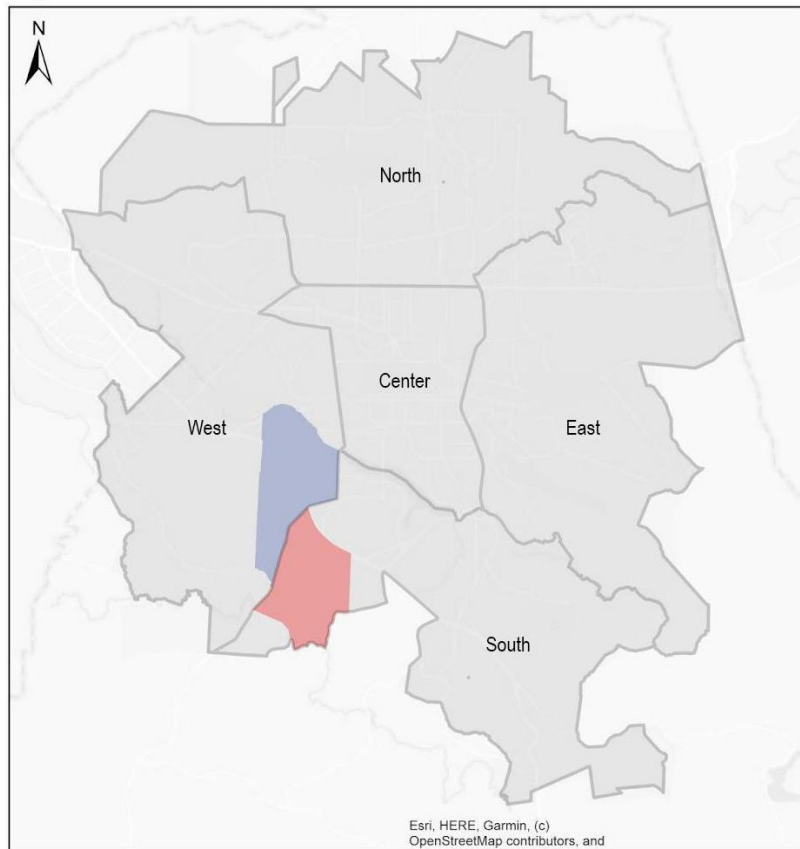 N
North
Center
West
East
South
Esri, HERE, Garmin, (c)
OpenStreetMap contributors, and